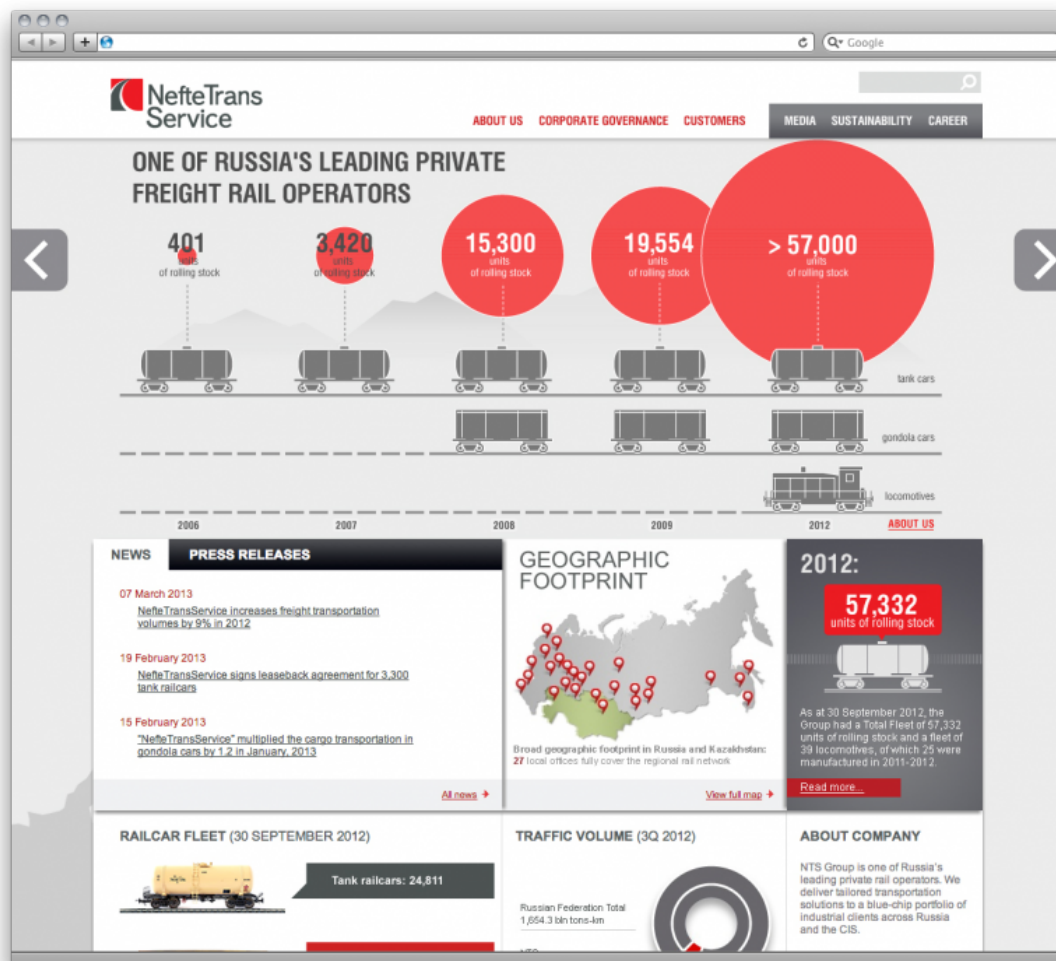 Google
NefteTrans
Service
ABOUT US CORPORATE GOVERNANCE CUSTOMERS MEDIA SUSTAINABILITY CAREER
ONE OF RUSSIA'S LEADING PRIVATE
FREIGHT RAIL OPERATORS
401
units
of rolling stock
3,420
units
of rolling stock
15,300
units
of rolling stock
19,554
units
of rolling stock
> 57,000
units
of rolling stock
tank cars
gondola cars
locomotives
2006 2007 2008 2009 2012 ABOUT US
NEWS PRESS RELEASES
07 March 2013
NefteTransService increases freight transportation
volumes by 9% in 2012
19 February 2013
NefteTransService signs leaseback agreement for 3,300
tank railcars
15 February 2013
"NefteTransService" multiplied the cargo transportation in
gondola cars by 1.2 in January, 2013
All news
GEOGRAPHIC
FOOTPRINT
Broad geographic footprint in Russia and Kazakhstan:
27 local offices fully cover the regional rail network
View full map
2012:
57,332
units of rolling stock
As at 30 September 2012, the
Group had a Total Fleet of 57,332
units of rolling stock and a fleet of
39 locomotives, of which 25 were
manufactured in 2011-2012.
Read more...
RAILCAR FLEET (30 SEPTEMBER 2012)
Tank railcars: 24,811
TRAFFIC VOLUME (3Q 2012)
Russian Federation Total
1,654.3 bln tons-km
ABOUT COMPANY
NTS Group is one of Russia's
leading private rail operators. We
deliver tailored transportation
solutions to a blue-chip portfolio of
industrial clients across Russia
and the CIS.